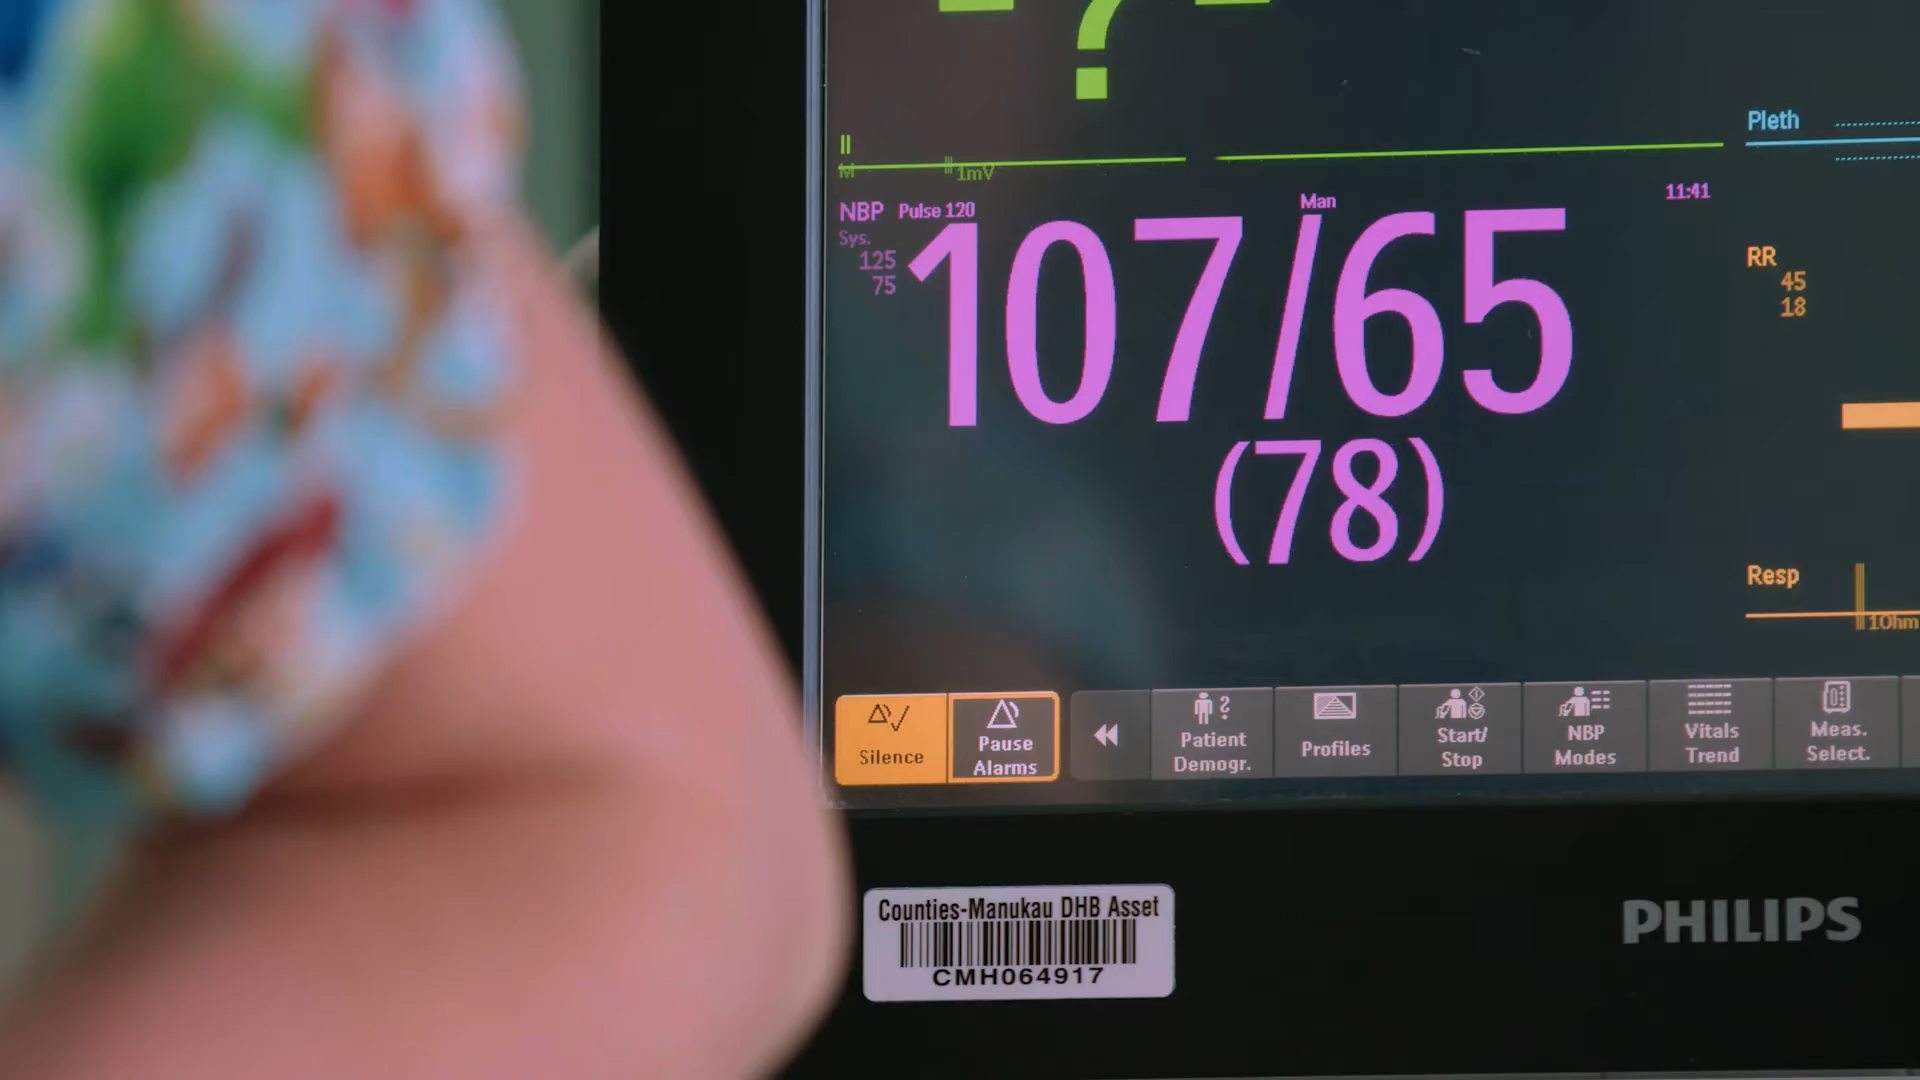 -?-
II
M
1mV
Pleth
NBP Pulse 120
Man
11:41
Sys.
125
75
107/65
(78)
RR
45
18
Resp
1Ohm
Silence
Pause
Alarms
Patient
Demogr.
Profiles
Start/
Stop
NBP
Modes
Vitals
Trend
Meas.
Select.
Counties-Manukau DHB Asset
CMH064917
PHILIPS